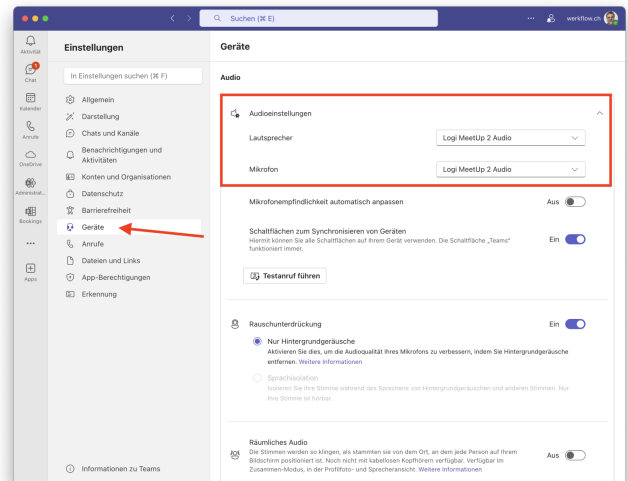 Suchen (⌘ E)
werkflow.ch
Aktivität
Chat
Kalender
Anrufe
OneDrive
Administrat...
Bookings
Apps
Einstellungen
In Einstellungen suchen (⌘ F)
Allgemein
Darstellung
Chats und Kanäle
Benachrichtigungen und
Aktivitäten
Konten und Organisationen
Datenschutz
Barrierefreiheit
Geräte
Anrufe
Dateien und Links
App-Berechtigungen
Erkennung
Informationen zu Teams
Geräte
Audio
Audioeinstellungen
Lautsprecher
Logi MeetUp 2 Audio
Mikrofon
Logi MeetUp 2 Audio
Mikrofonempfindlichkeit automatisch anpassen
Aus
Schaltflächen zum Synchronisieren von Geräten
Hiermit können Sie alle Schaltflächen auf Ihrem Gerät verwenden. Die Schaltfläche „Teams"
funktioniert immer.
Ein
Testanruf führen
Rauschunterdrückung
Ein
Nur Hintergrundgeräusche
Aktivieren Sie dies, um die Audioqualität Ihres Mikrofons zu verbessern, indem Sie Hintergrundgeräusche
entfernen. Weitere Informationen
Sprachisolation
Isolieren Sie Ihre Stimme während des Sprechens von Hintergrundgeräuschen und anderen Stimmen. Nur
Ihre Stimme ist hörbar.
Räumliches Audio
Die Stimmen werden so klingen, als stammten sie von dem Ort, an dem jede Person auf Ihrem
Bildschirm positioniert ist. Noch nicht mit kabellosen Kopfhörern verfügbar. Verfügbar im
Zusammen-Modus, in der Profilfoto- und Sprecheransicht. Weitere Informationen
Aus